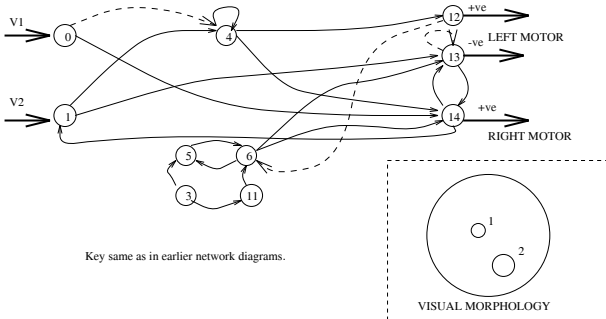 V1
0
4
12
+ve
LEFT MOTOR
-ve
13
V2
1
14
+ve
RIGHT MOTOR
5
6
3
11
1
2
Key same as in earlier network diagrams.
VISUAL MORPHOLOGY